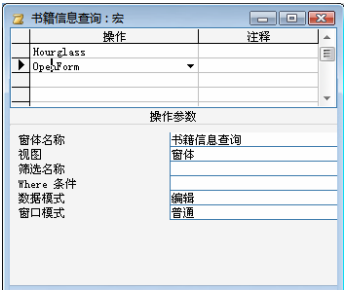 书籍信息查询：宏
操作 注释
Hourglass
OpenForm
操作参数
窗体名称 书籍信息查询
视图 窗体
筛选名称
Where 条件
数据模式 编辑
窗口模式 普通